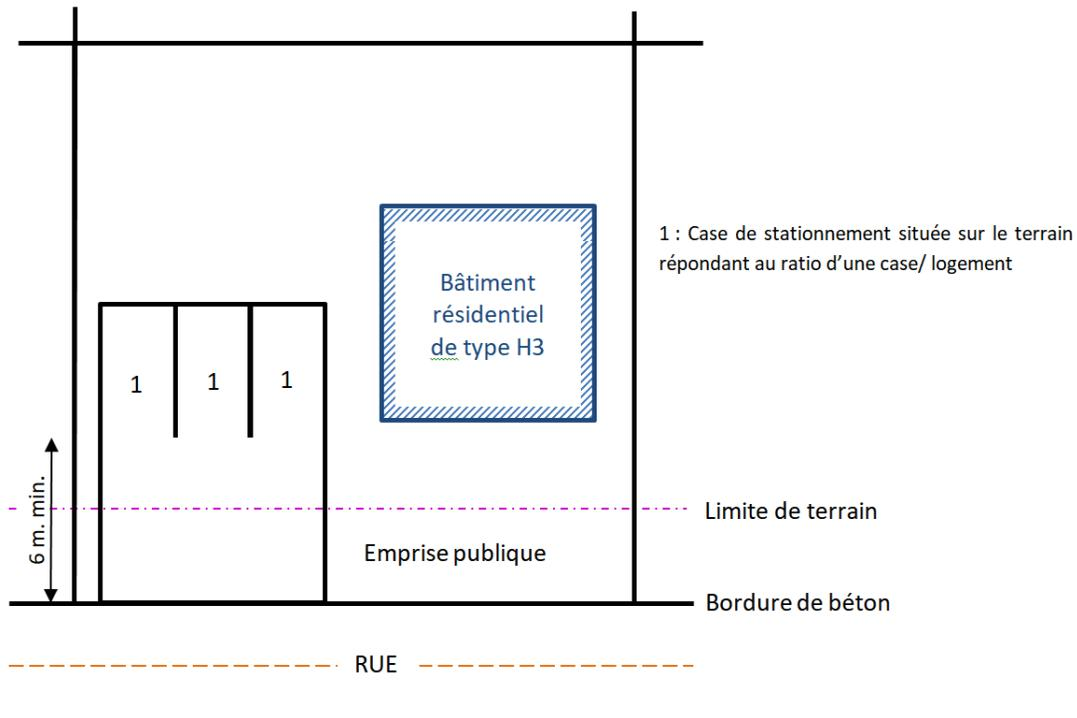 1 : Case de stationnement située sur le terrain
répondant au ratio d’une case/ logement
Bâtiment
résidentiel
de type H3
1
1
1
6 m. min.
Limite de terrain
Emprise publique
Bordure de béton
RUE